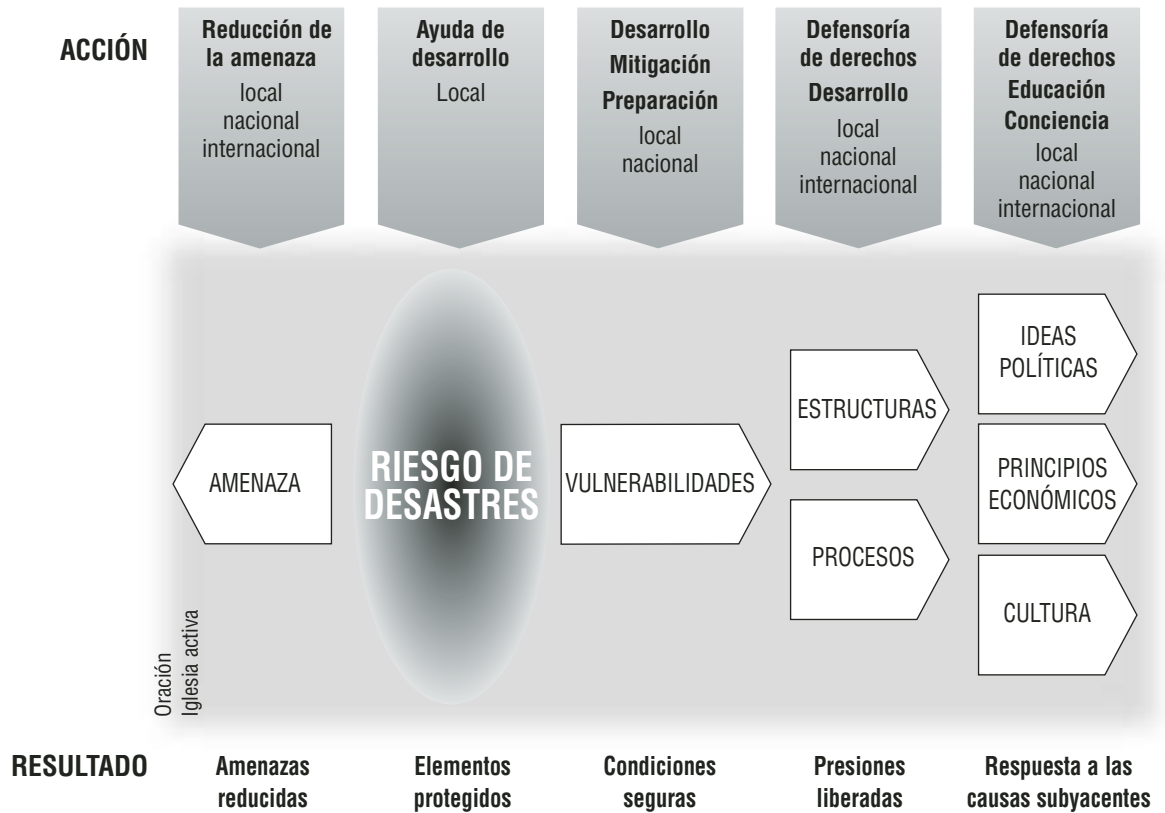 ACCIÓN
Reducción de
la amenaza
local
nacional
internacional
Ayuda de
desarrollo
Local
Desarrollo
Mitigación
Preparación
local
nacional
Defensoría
de derechos
Desarrollo
local
nacional
internacional
Defensoría
de derechos
Educación
Conciencia
local
nacional
internacional
AMENAZA
RIESGO DE
DESASTRES
VULNERABILIDADES
ESTRUCTURAS
PROCESOS
IDEAS
POLÍTICAS
PRINCIPIOS
ECONÓMICOS
CULTURA
Oración
Iglesia activa
RESULTADO
Amenazas
reducidas
Elementos
protegidos
Condiciones
seguras
Presiones
liberadas
Respuesta a las
causas subyacentes